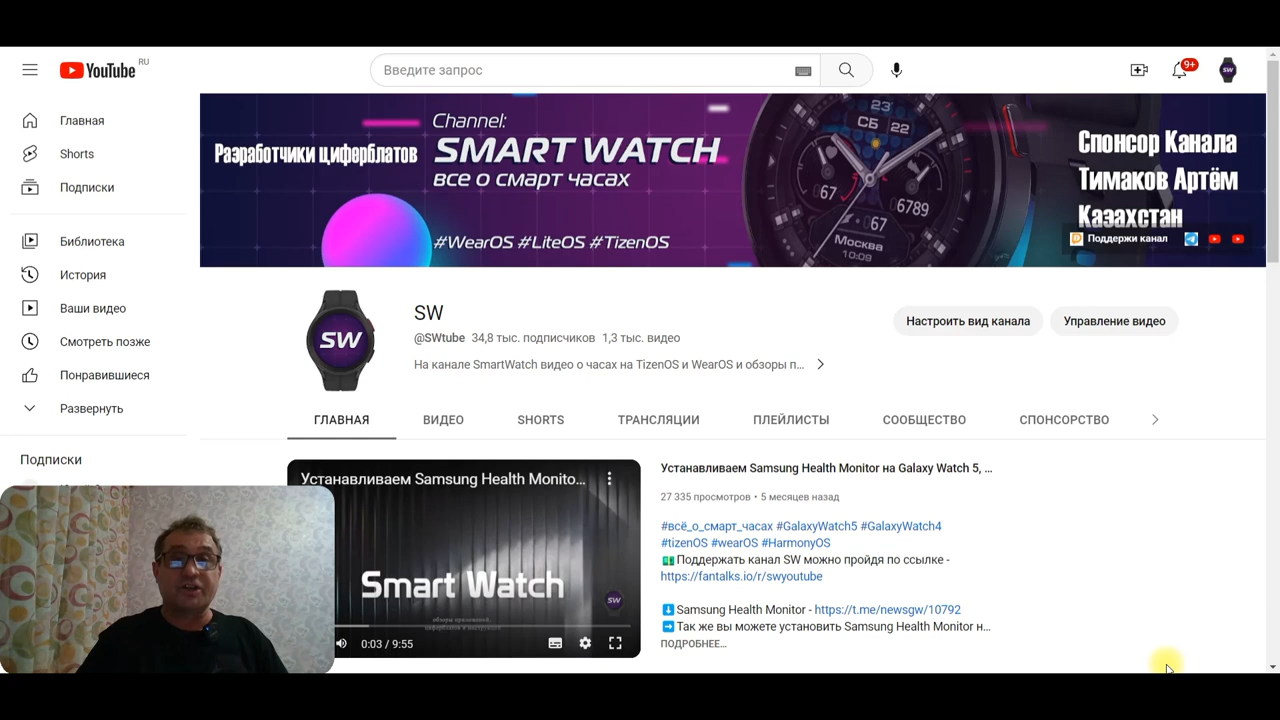 YouTube RU
Введите запрос
9+
SW
Главная
Shorts
Подписки
Библиотека
История
Ваши видео
Смотреть позже
Понравившиеся
Развернуть
Подписки
Разработчики циферблатов
Channel:
SMART WATCH
все о смарт часах
#WearOS #LiteOS #TizenOS
23
СБ 22
67
6789
67
Москва
10:09
Спонсор Канала
Тимаков Артём
Казахстан
Поддержи канал
SW
SW
@SWtube 34,8 тыс. подписчиков 1,3 тыс. видео
На канале SmartWatch видео о часах на TizenOS и WearOS и обзоры п...
Настроить вид канала
Управление видео
ГЛАВНАЯ ВИДЕО SHORTS ТРАНСЛЯЦИИ ПЛЕЙЛИСТЫ СООБЩЕСТВО СПОНСОРСТВО
Устанавливаем Samsung Health Monito...
Smart Watch
обзоры приложений,
циферблатов и инструкции
SW
0:03 / 9:55
Устанавливаем Samsung Health Monitor на Galaxy Watch 5, ...
27 335 просмотров • 5 месяцев назад
#всё_о_смарт_часах #GalaxyWatch5 #GalaxyWatch4
#tizenOS #wearOS #HarmonyOS
Поддержать канал SW можно пройдя по ссылке -
https://fantalks.io/r/swyoutube
Samsung Health Monitor - https://t.me/newsgw/10792
Так же вы можете установить Samsung Health Monitor н...
ПОДРОБНЕЕ...